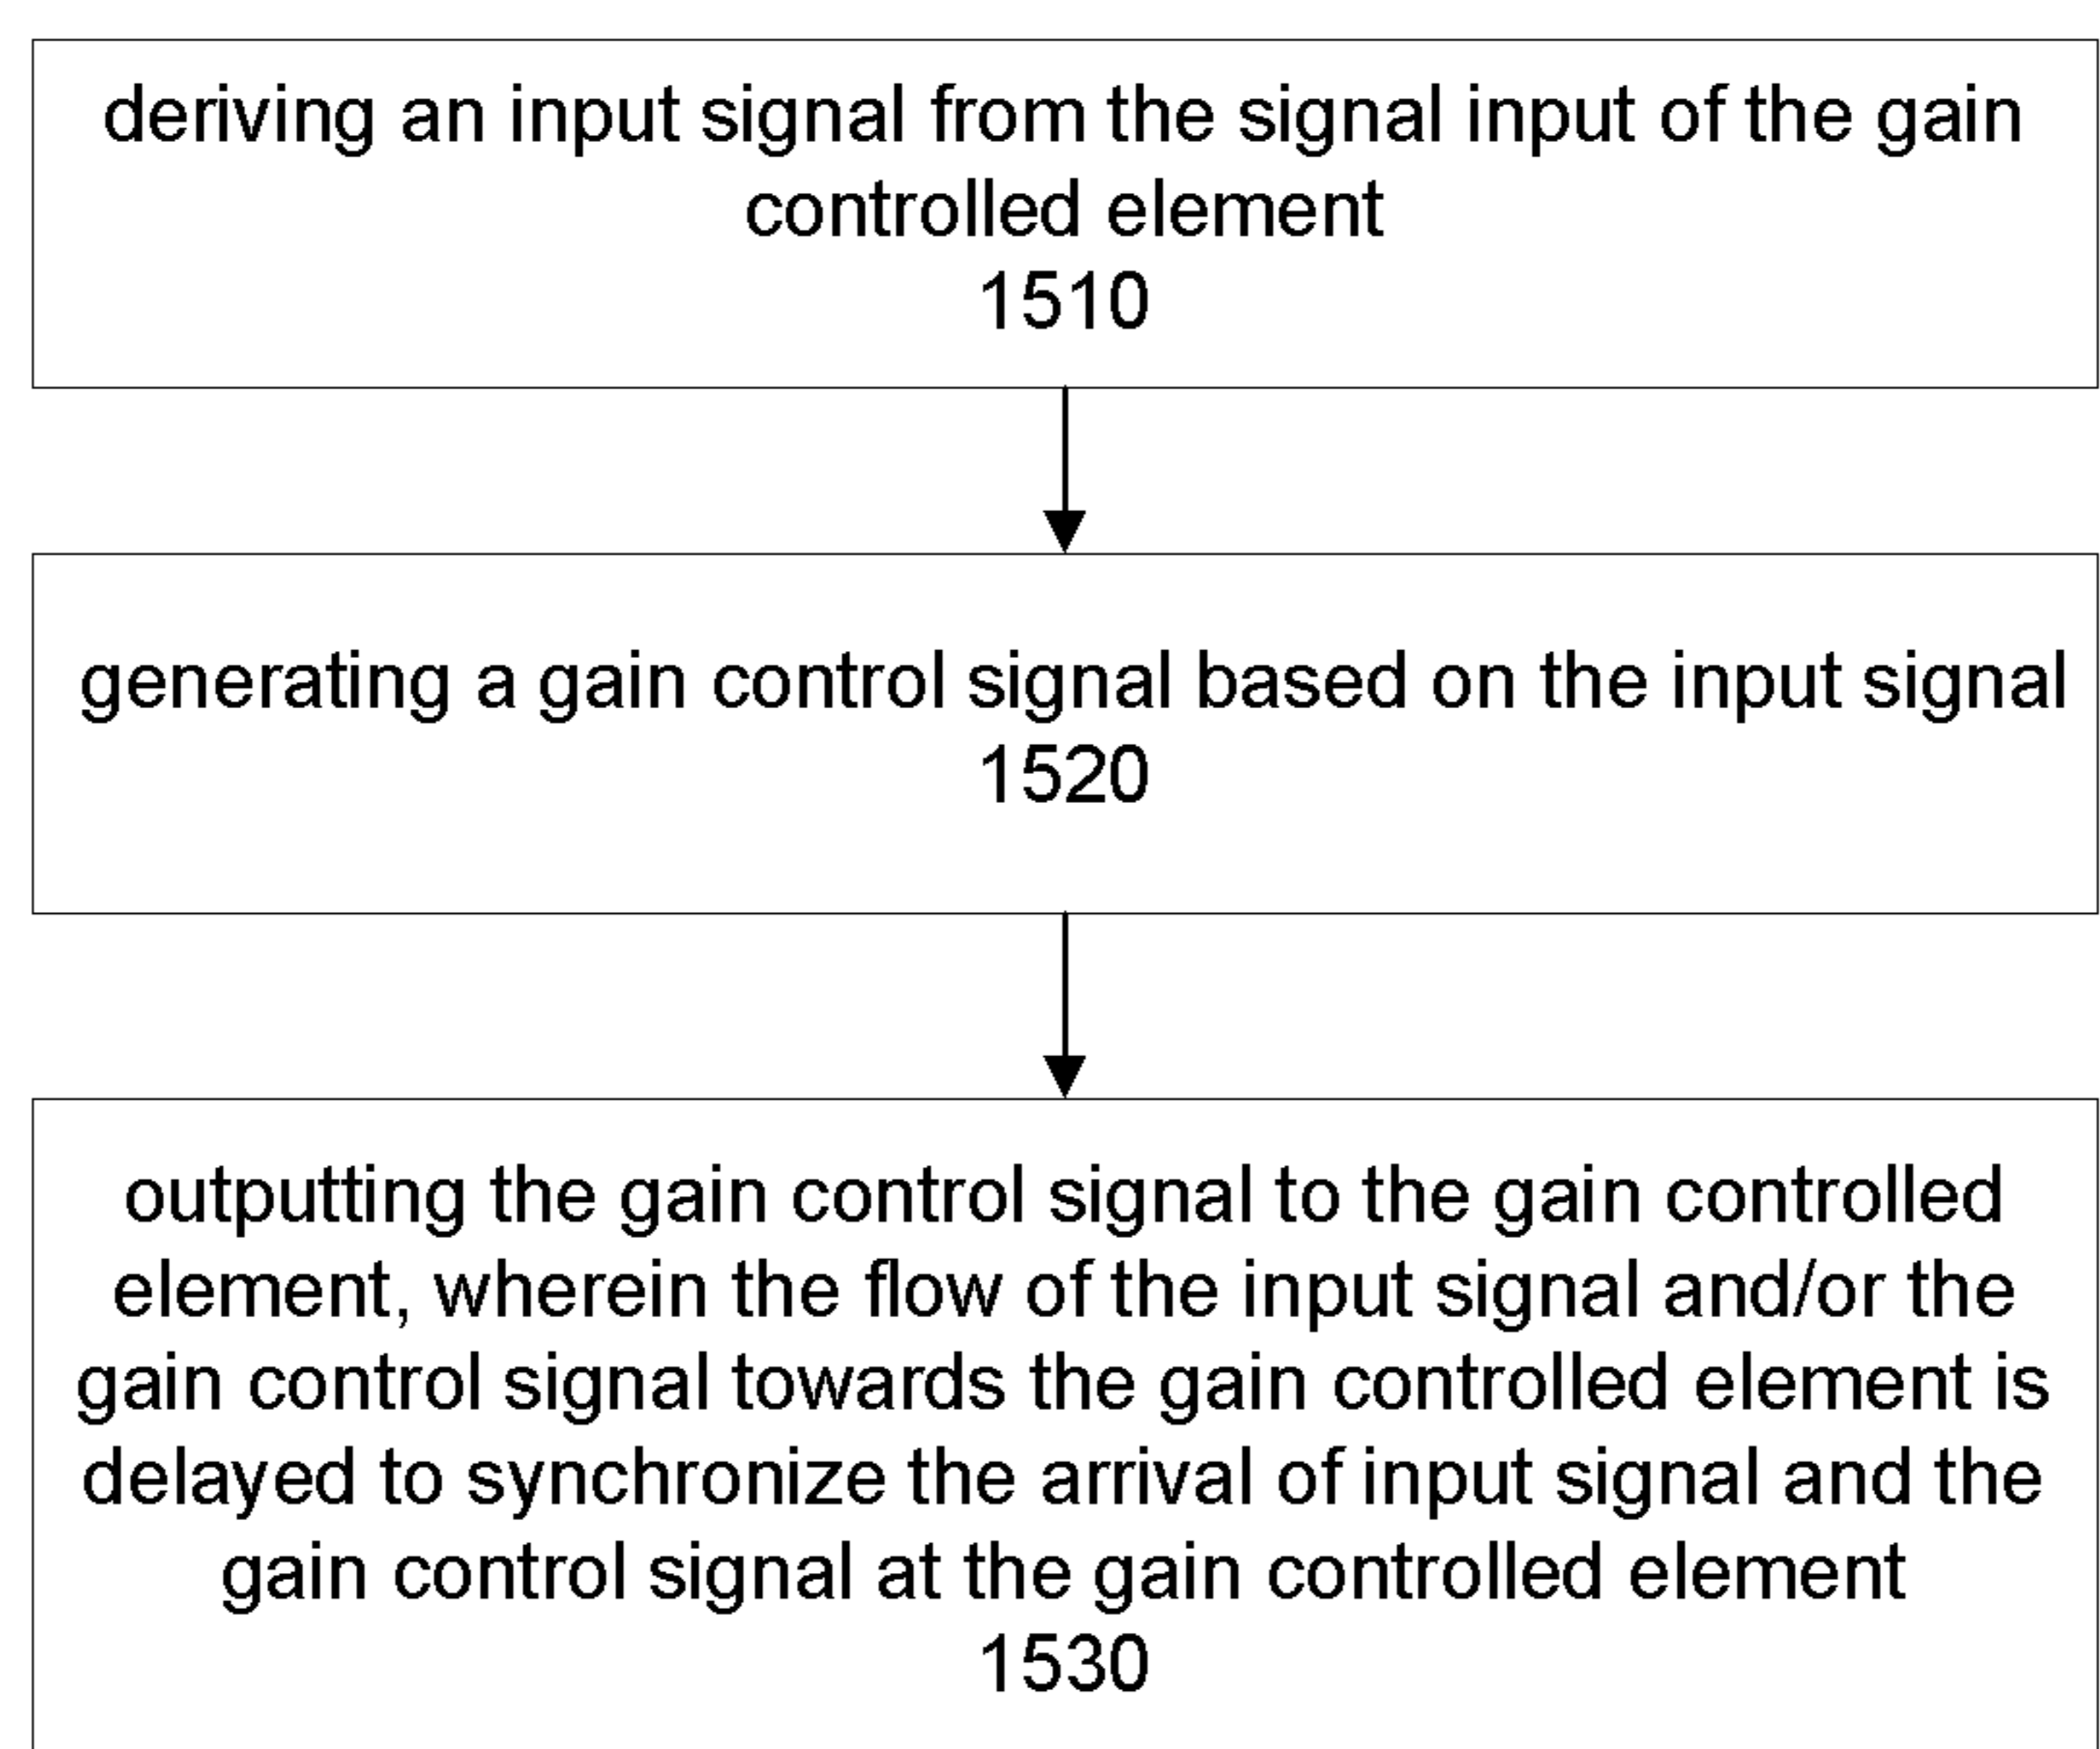 deriving an input signal from the signal input of the gain
controlled element
1510
generating a gain control signal based on the input signal
1520
outputting the gain control signal to the gain controlled
element, wherein the flow of the input signal and/or the
gain control signal towards the gain controlled element is
delayed to synchronize the arrival of input signal and the
gain control signal at the gain controlled element
1530